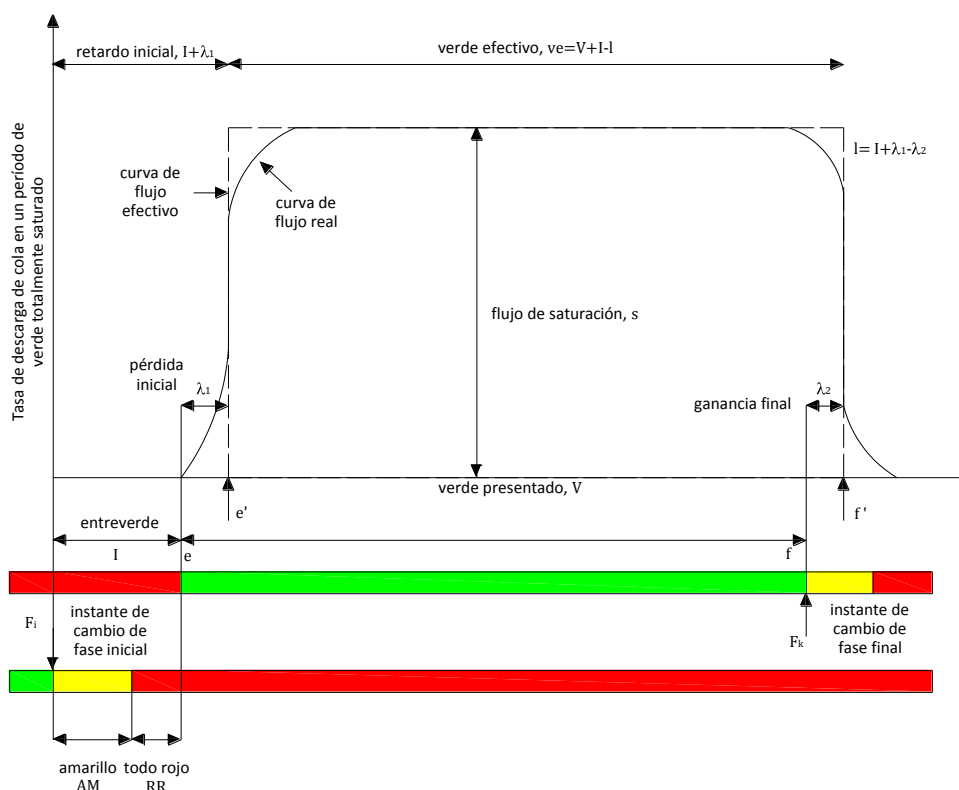 retardo inicial, I+λ1
verde efectivo, ve=V+I-l
Tasa de descarga de cola en un período de
verde totalmente saturado
l= I+λ1-λ2
curva de
flujo
efectivo
curva de
flujo real
flujo de saturación, s
pérdida
inicial
λ1
λ2
ganancia final
verde presentado, V
e'
f'
entreverde
I
e
f
Fi
instante de
cambio de
fase inicial
Fk
instante de
cambio de
fase final
amarillo
AM
todo rojo
RR